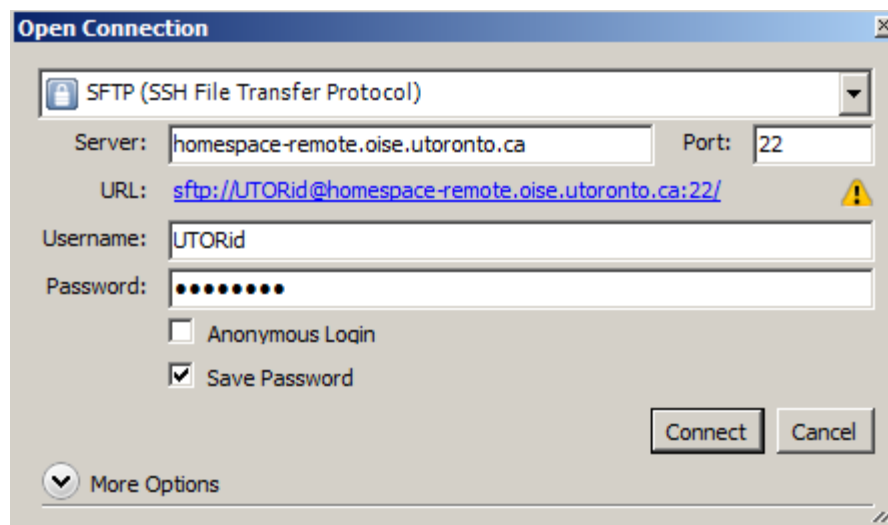 Open Connection
SFTP (SSH File Transfer Protocol)
Server: homespace-remote.oise.utoronto.ca Port: 22
URL: sftp://UTORid@homespace-remote.oise.utoronto.ca:22/
Username: UTORid
Password: ●●●●●●●●
Anonymous Login
Save Password
Connect Cancel
More Options